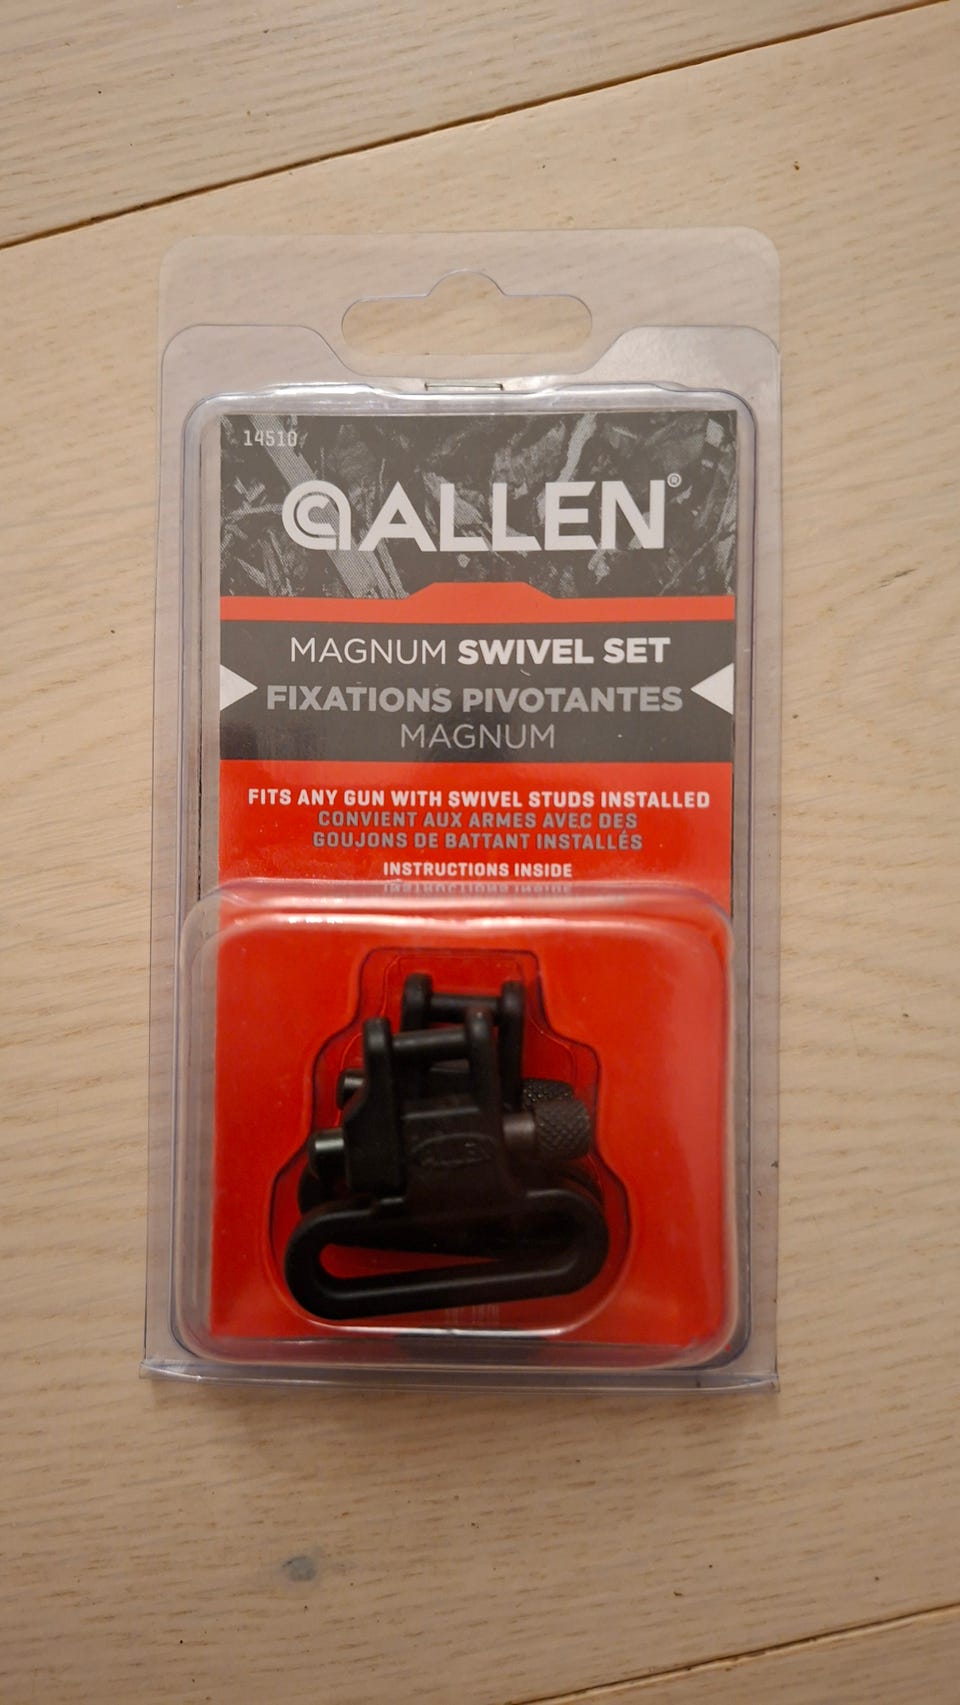 14510
ALLEN®
MAGNUM SWIVEL SET
FIXATIONS PIVOTANTES
MAGNUM
FITS ANY GUN WITH SWIVEL STUDS INSTALLED
CONVIENT AUX ARMES AVEC DES
GOUJONS DE BATTANT INSTALLÉS
INSTRUCTIONS INSIDE